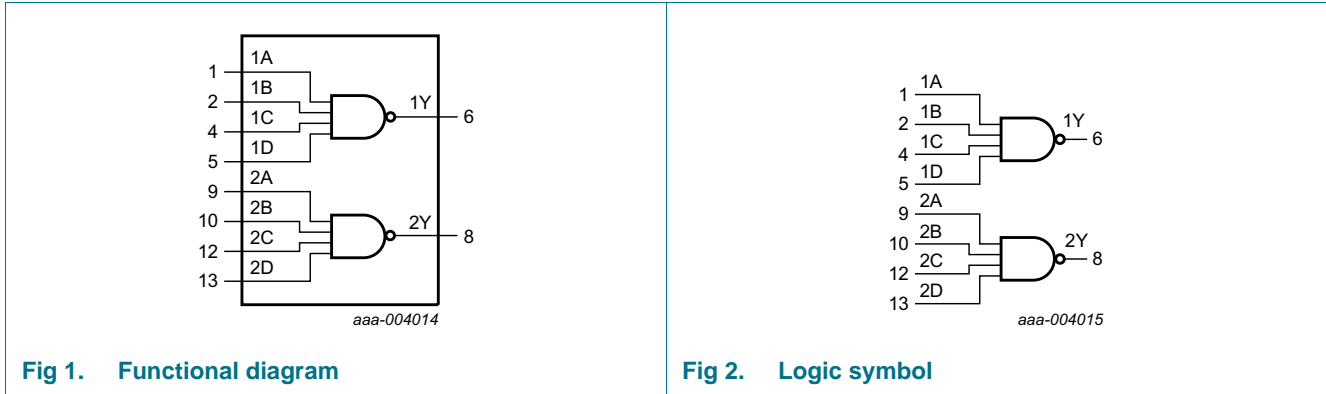 1A
1
1B
2
1C
4
1D
5
1Y
6
2A
9
2B
10
2C
12
2D
13
2Y
8
aaa-004014
Fig 1. Functional diagram
1A
1
1B
2
1C
4
1D
5
1Y
6
2A
9
2B
10
2C
12
2D
13
2Y
8
aaa-004015
Fig 2. Logic symbol